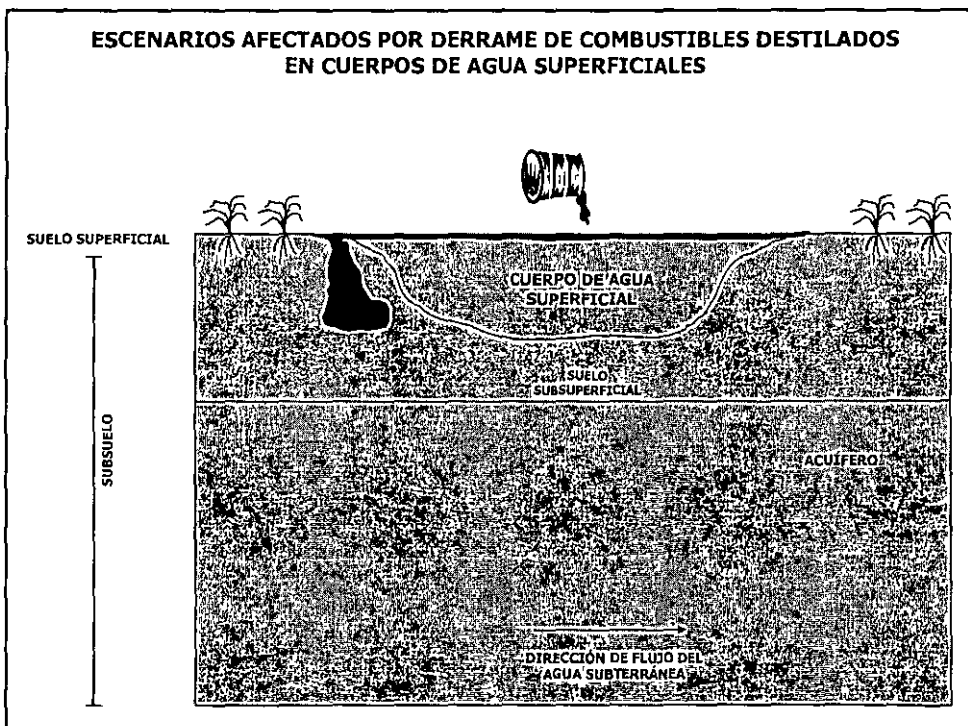 ESCENARIOS AFECTADOS POR DERRAME DE COMBUSTIBLES DESTILADOS
EN CUERPOS DE AGUA SUPERFICIALES
SUELO SUPERFICIAL
CUERPO DE AGUA
SUPERFICIAL
SUELO
SUBSUPERFICIAL
SUBSUELO
ACUÍFERO
DIRECCIÓN DE FLUJO DEL
AGUA SUBTERRÁNEA